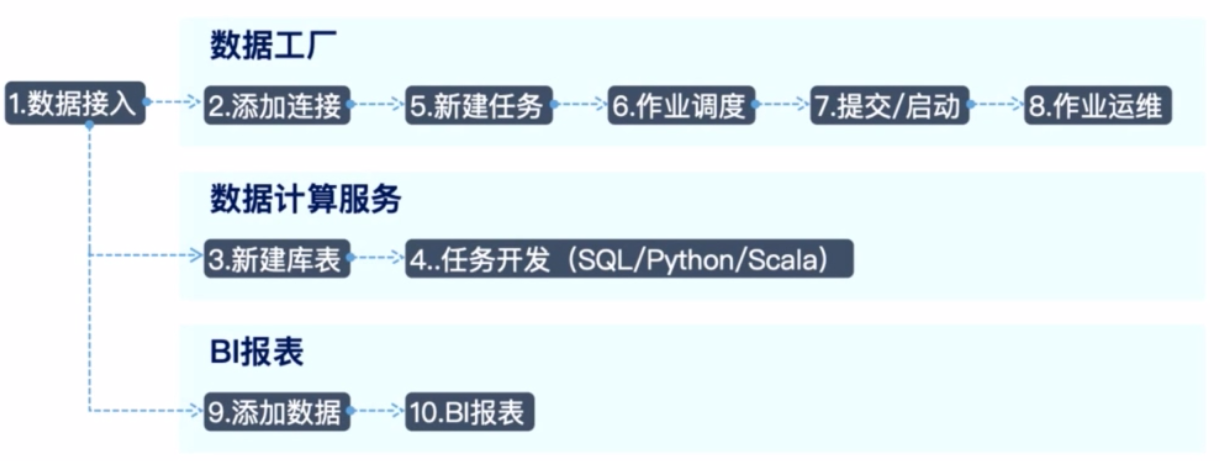 数据工厂
1.数据接入
2.添加连接
5.新建任务
6.作业调度
7.提交/启动
8.作业运维
数据计算服务
3.新建库表
4..任务开发（SQL/Python/Scala）
BI报表
9.添加数据
10.BI报表